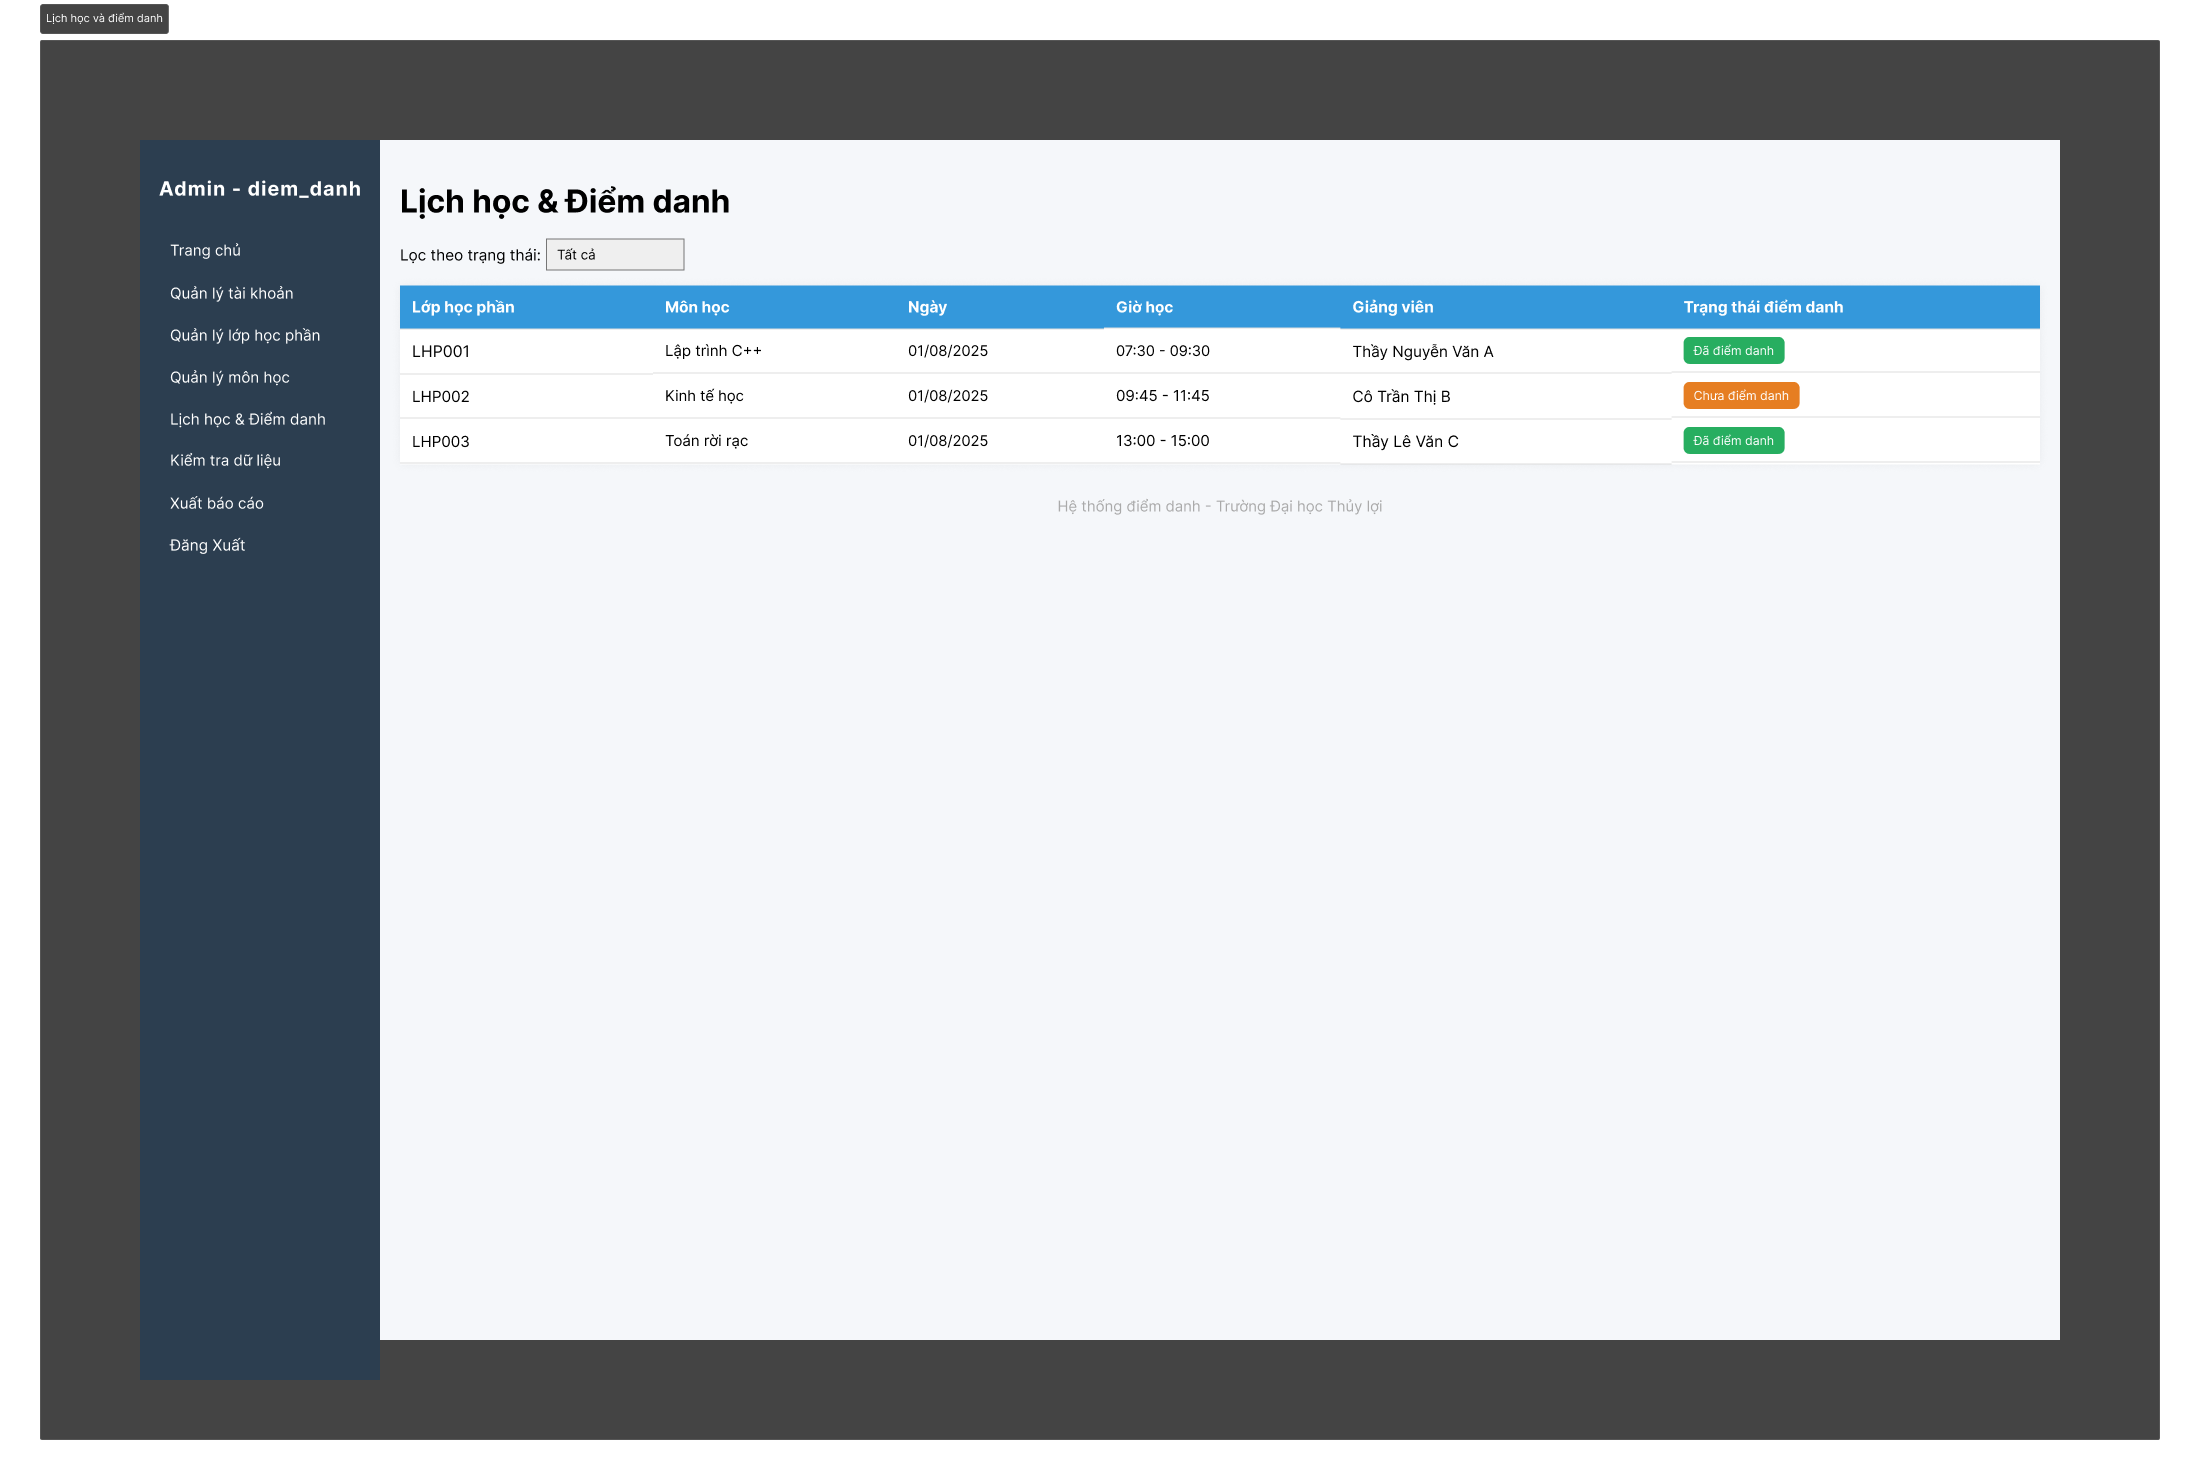 Lịch học và điểm danh
Admin - diem_danh
Trang chủ
Quản lý tài khoản
Quản lý lớp học phần
Quản lý môn học
Lịch học & Điểm danh
Kiểm tra dữ liệu
Xuất báo cáo
Đăng Xuất
Lịch học & Điểm danh
Lọc theo trạng thái: Tất cả
Lớp học phần Môn học Ngày Giờ học Giảng viên Trạng thái điểm danh
LHP001 Lập trình C++ 01/08/2025 07:30 - 09:30 Thầy Nguyễn Văn A Đã điểm danh
LHP002 Kinh tế học 01/08/2025 09:45 - 11:45 Cô Trần Thị B Chưa điểm danh
LHP003 Toán rời rạc 01/08/2025 13:00 - 15:00 Thầy Lê Văn C Đã điểm danh
Hệ thống điểm danh - Trường Đại học Thủy lợi